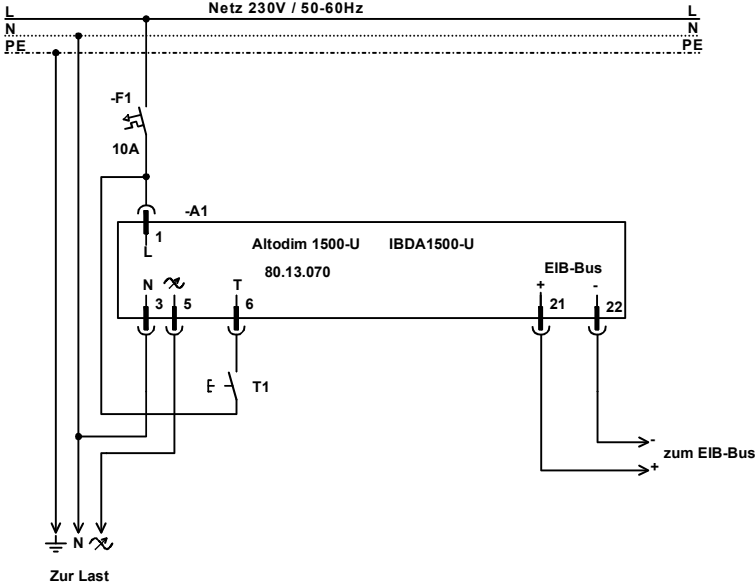 Netz 230V / 50-60Hz
L L
N N
PE PE
-F1
10A
-A1
1
L
Altodim 1500-U IBDA1500-U
80.13.070
EIB-Bus
N T + -
3 5 6 21 22
T1
-
zum EIB-Bus
+
N
Zur Last